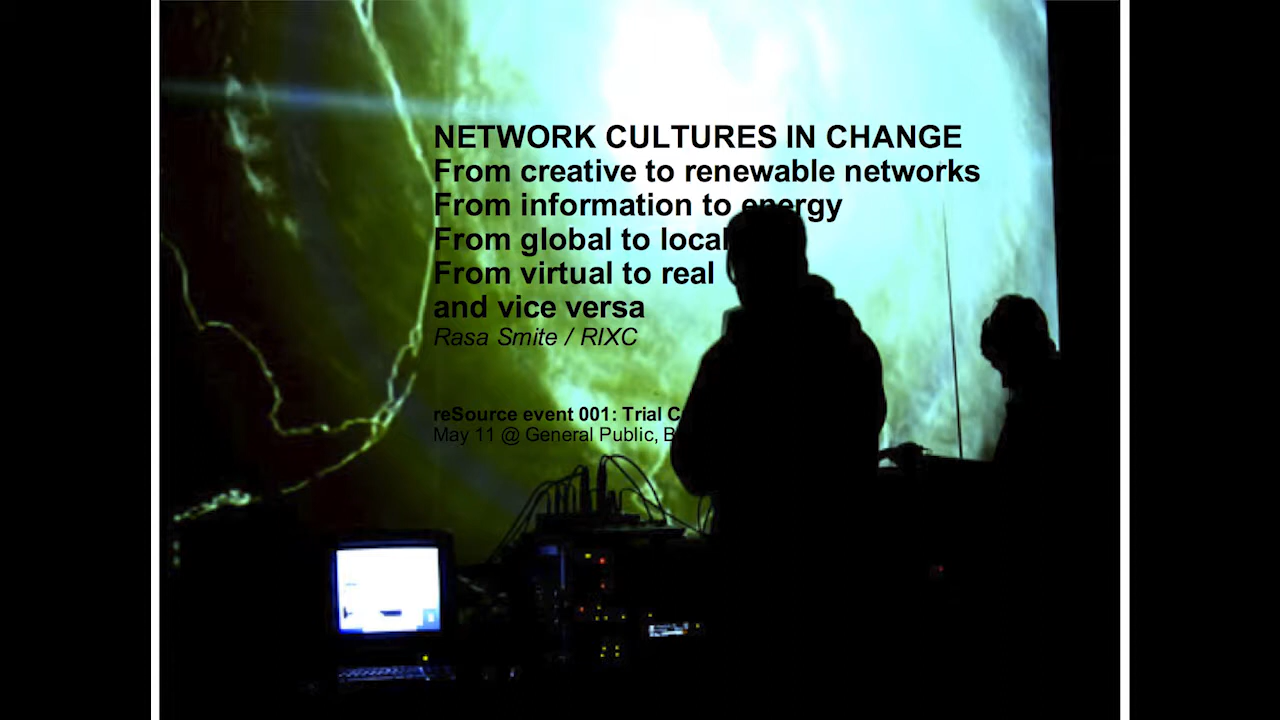 NETWORK CULTURES IN CHANGE
From creative to renewable networks
From information to energy
From global to local
From virtual to real
and vice versa
Rasa Smite / RIXC
reSource event 001: Trial
May 11 @ General Public,